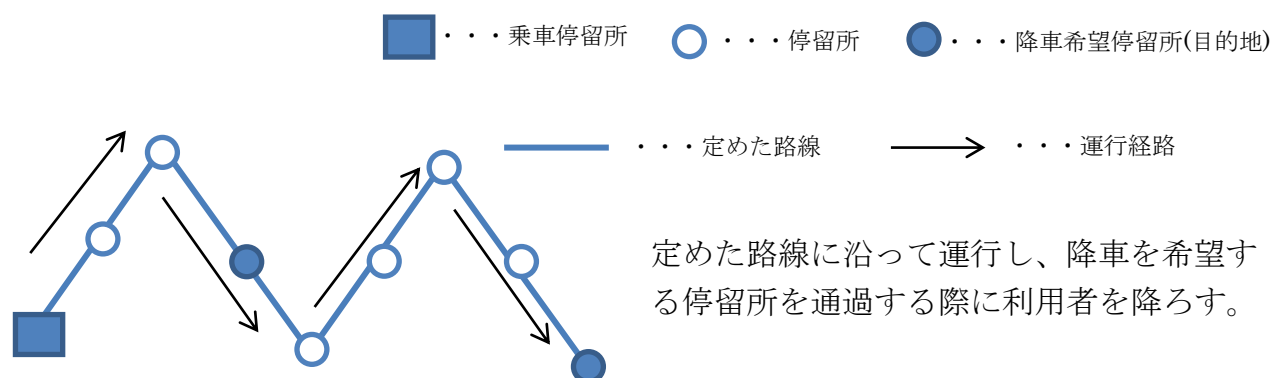 ・・・乗車停留所
・・・停留所
・・・降車希望停留所(目的地)
・・・定めた路線
・・・運行経路
定めた路線に沿って運行し、降車を希望す
る停留所を通過する際に利用者を降ろす。